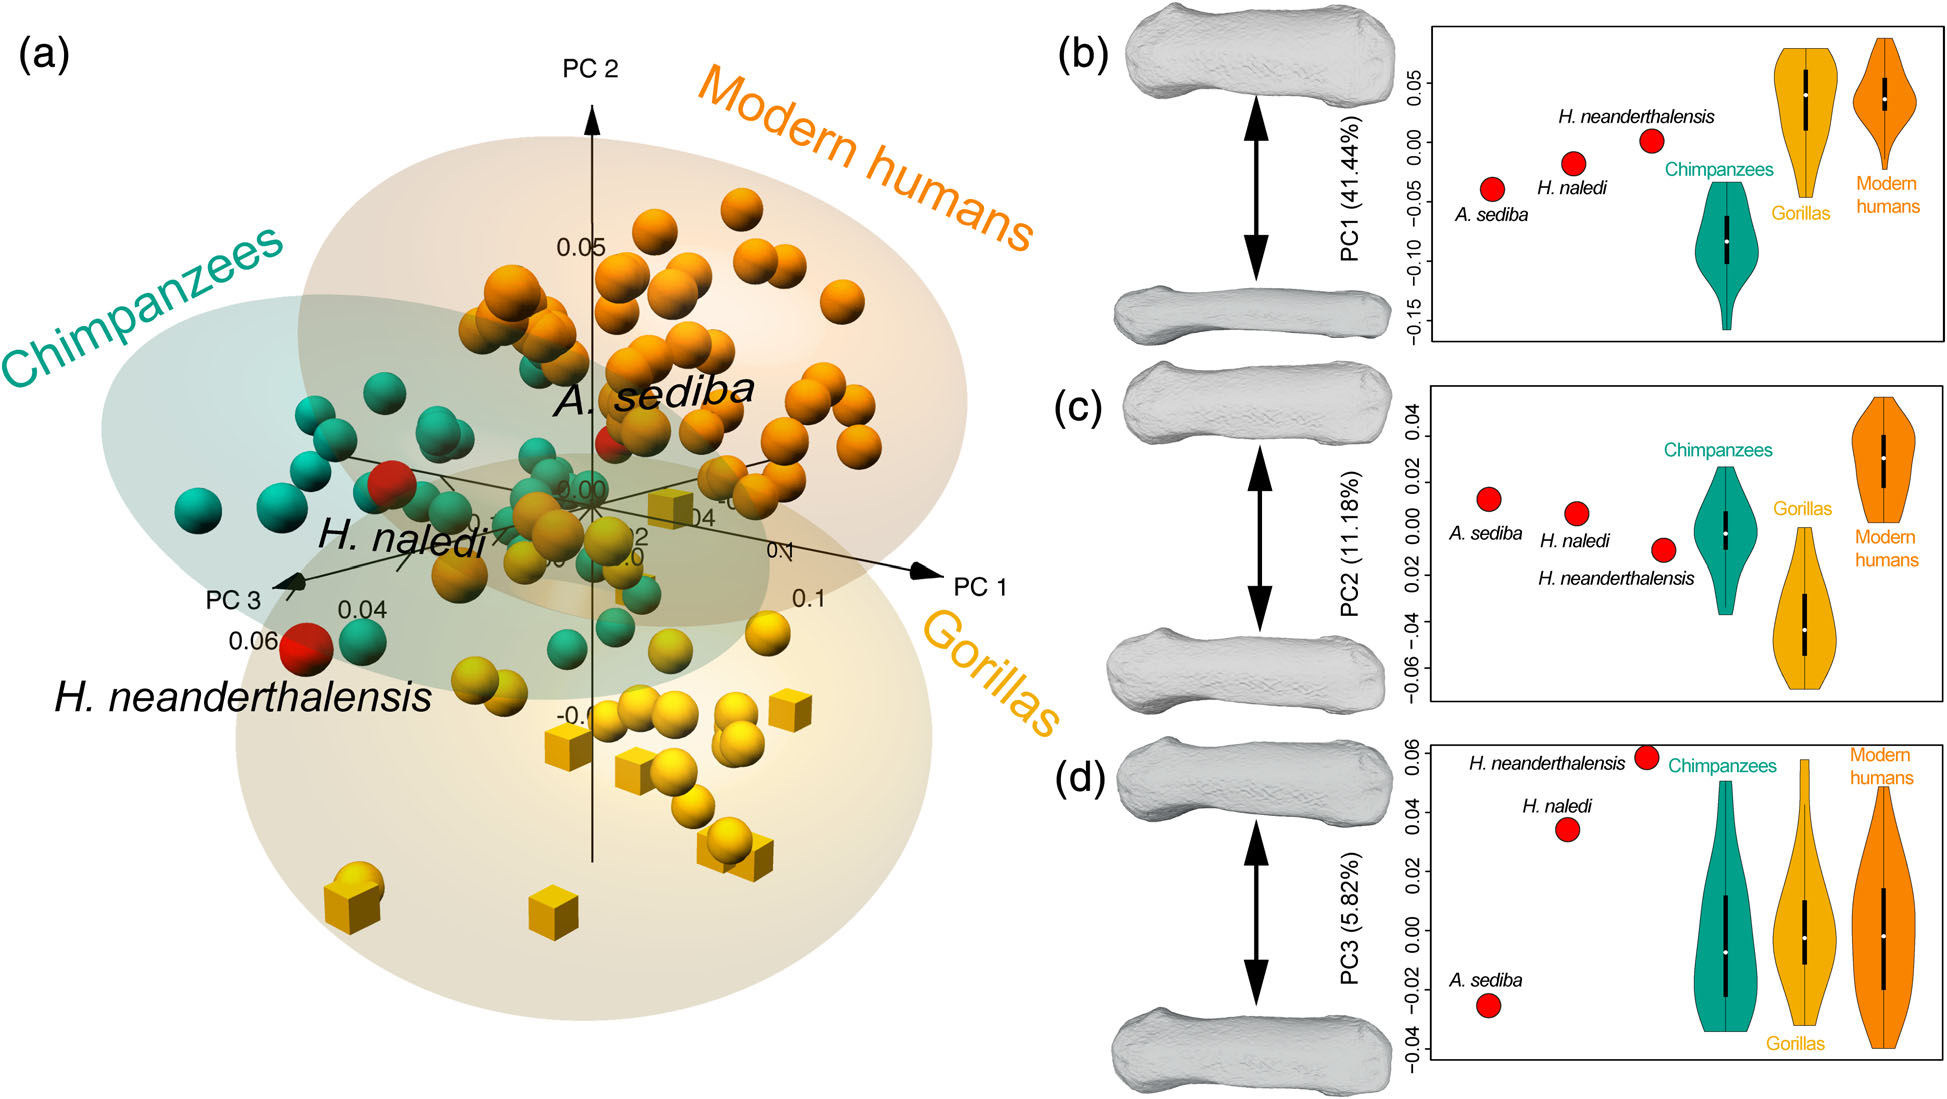 (a)
PC 2
Modern humans
Chimpanzees
0.05
A. sediba
0.00
04
H. naledi
0.1
PC 3
PC 1
0.1
0.04
0.06
Gorillas
H. neanderthalensis
(b)
PC1 (41.44%)
0.05
0.00
−0.05
−0.10
−0.15
H. neanderthalensis
Chimpanzees
H. naledi
A. sediba
Gorillas
Modern
humans
(c)
PC2 (11.18%)
0.04
0.02
0.00
0.02
-.04
−0.06
Chimpanzees
Gorillas
A. sediba
H. naledi
H. neanderthalensis
Modern
humans
(d)
PC3 (5.82%)
0.06
0.04
0.02
0.00
−0.02
−0.04
H. neanderthalensis
Chimpanzees
Modern
humans
H. naledi
A. sediba
Gorillas